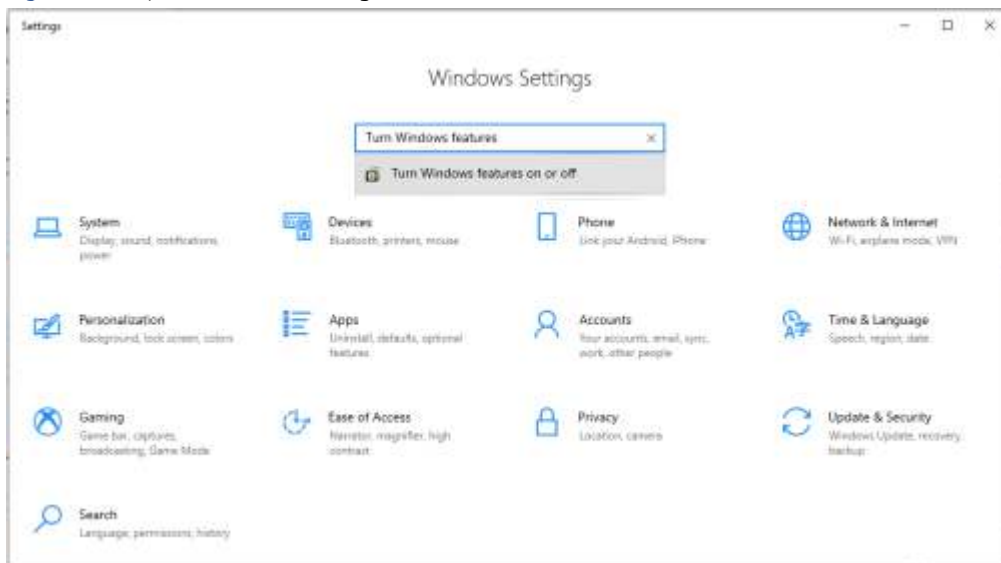 Settings
Windows Settings
Turn Windows features
Turn Windows features on or off
System
Display, sound, notifications,
power
Devices
Bluetooth, printers, mouse
Phone
Link your Android, iPhone
Network & Internet
Wi-Fi, airplane mode, VPN
Personalization
Background, lock screen, colors
Apps
Uninstall, defaults, optional
features
Accounts
Your accounts, email, sync,
work, other people
Time & Language
Speech, region, date
Gaming
Game bar, captures,
broadcasting, Game Mode
Ease of Access
Narrator, magnifier, high
contrast
Privacy
Location, camera
Update & Security
Windows Update, recovery,
backup
Search
Language, permissions, history